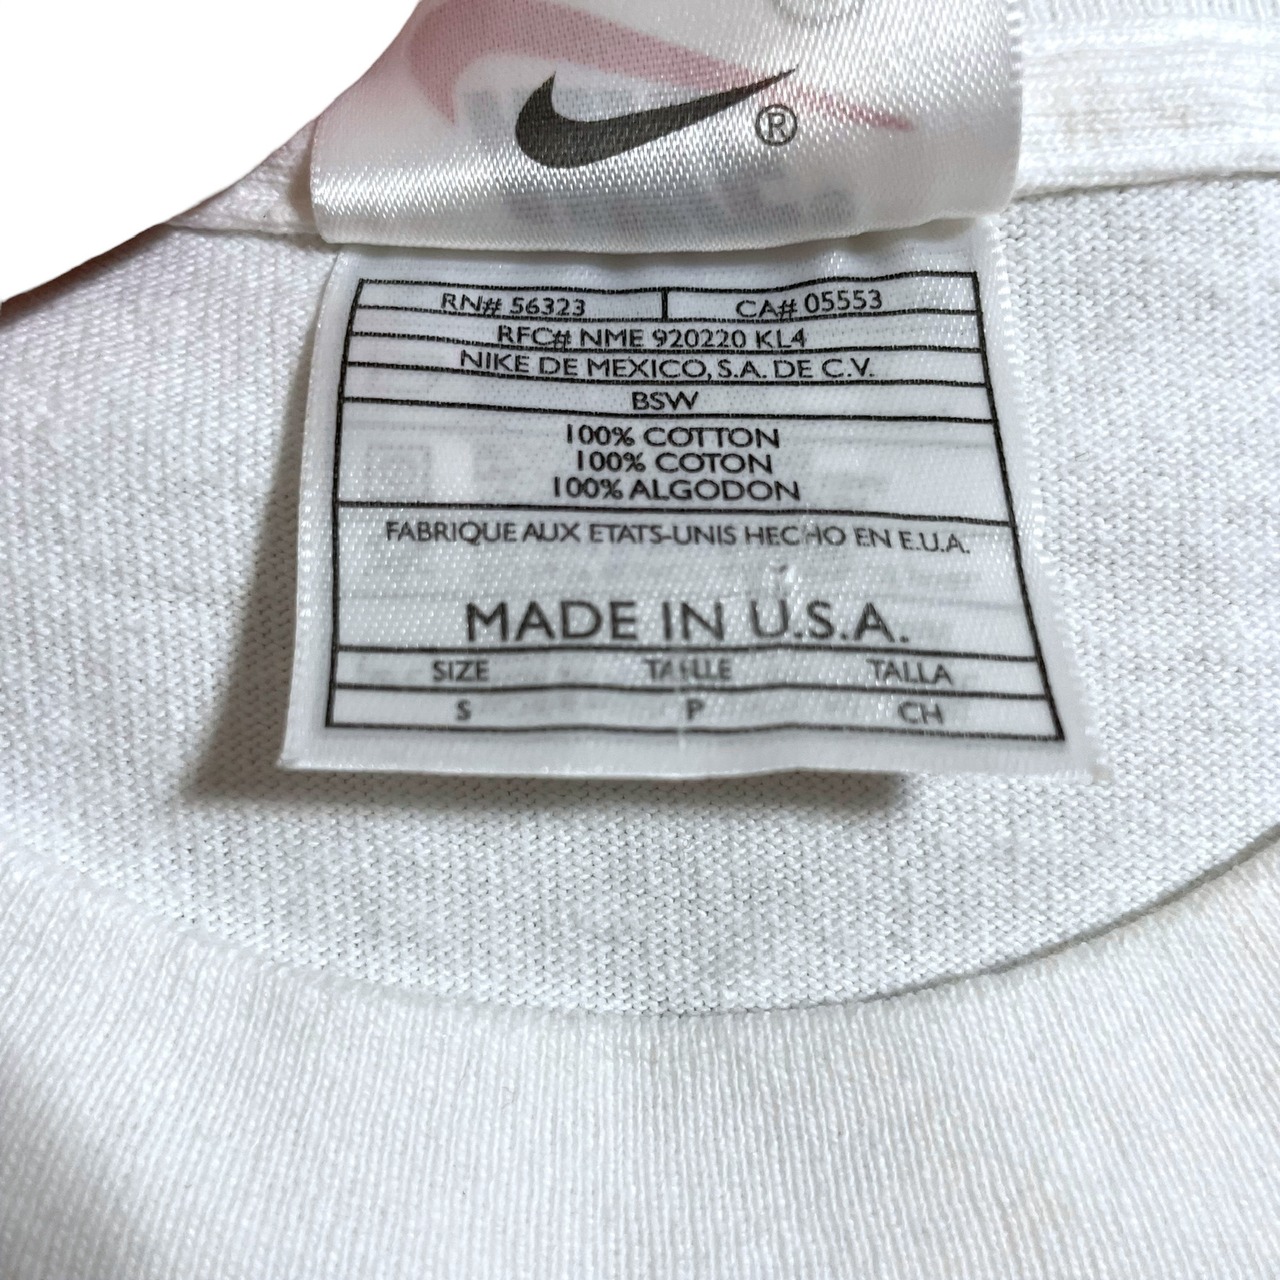 ®
RN# 56323 CA# 05553
RFC# NME 920220 KL4
NIKE DE MEXICO, S.A. DE C.V.
BSW
100% COTTON
100% COTON
100% ALGODON
FABRIQUE AUX ETATS-UNIS HECHO EN E.U.A.
MADE IN U.S.A.
SIZE TAILLE TALLA
S P CH